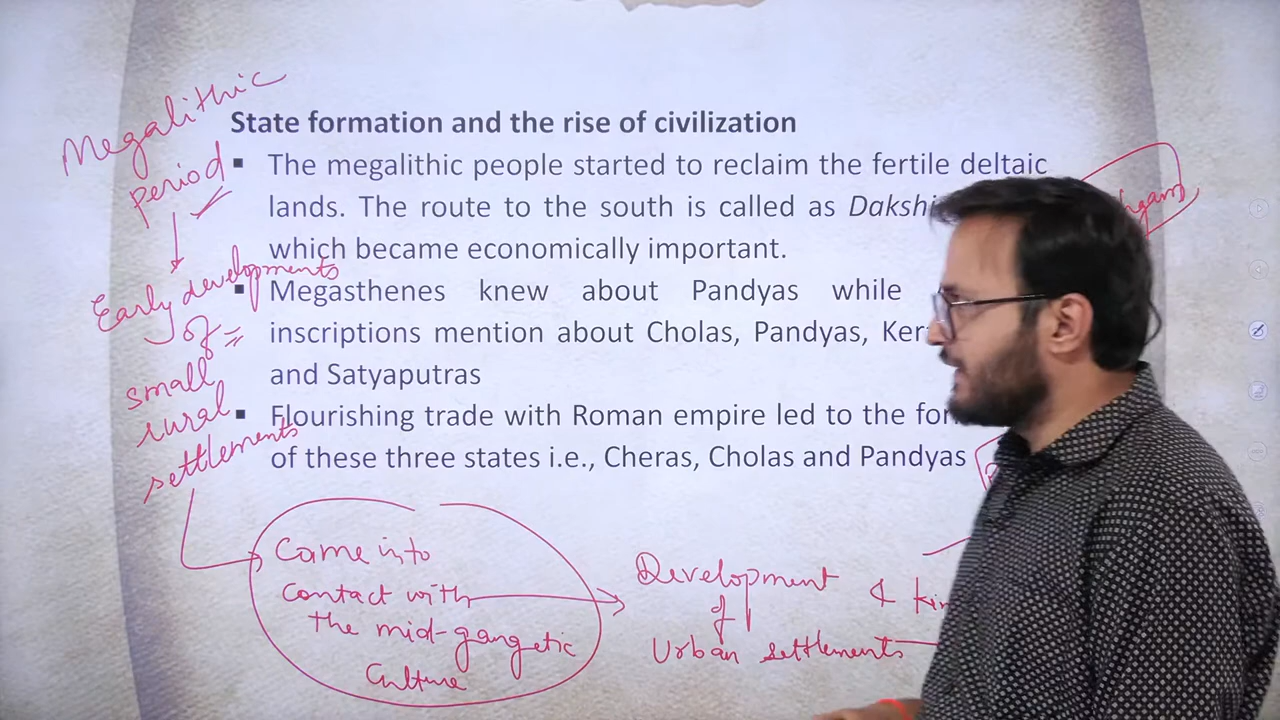 State formation and the rise of civilization
▪ The megalithic people started to reclaim the fertile deltaic
lands. The route to the south is called as
which became economically important.
▪ Megasthenes knew about Pandyas while
inscriptions mention about Cholas, Pandyas,
and Satyaputras
▪ Flourishing trade with Roman empire led to the
of these three states i.e., Cheras, Cholas and Pandyas
Megalithic
period
Early developments
of
small
rural
settlements
Came into
contact with
the mid-gangetic
Culture
Development &
of
Urban settlements